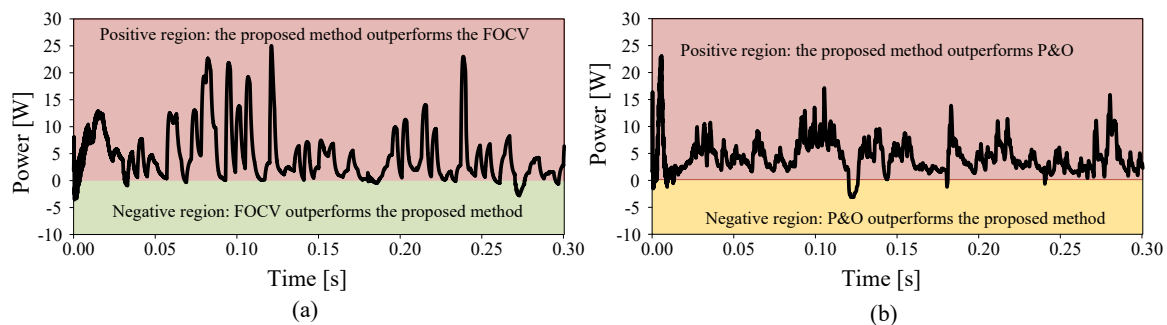 30
25
20
15
10
5
0
-5
-10
Power [W]
Positive region: the proposed method outperforms the FOCV
Negative region: FOCV outperforms the proposed method
0.00 0.05 0.10 0.15 0.20 0.25 0.30
Time [s]
(a)
30
25
20
15
10
5
0
-5
-10
Power [W]
Positive region: the proposed method outperforms P&O
Negative region: P&O outperforms the proposed method
0.00 0.05 0.10 0.15 0.20 0.25 0.30
Time [s]
(b)